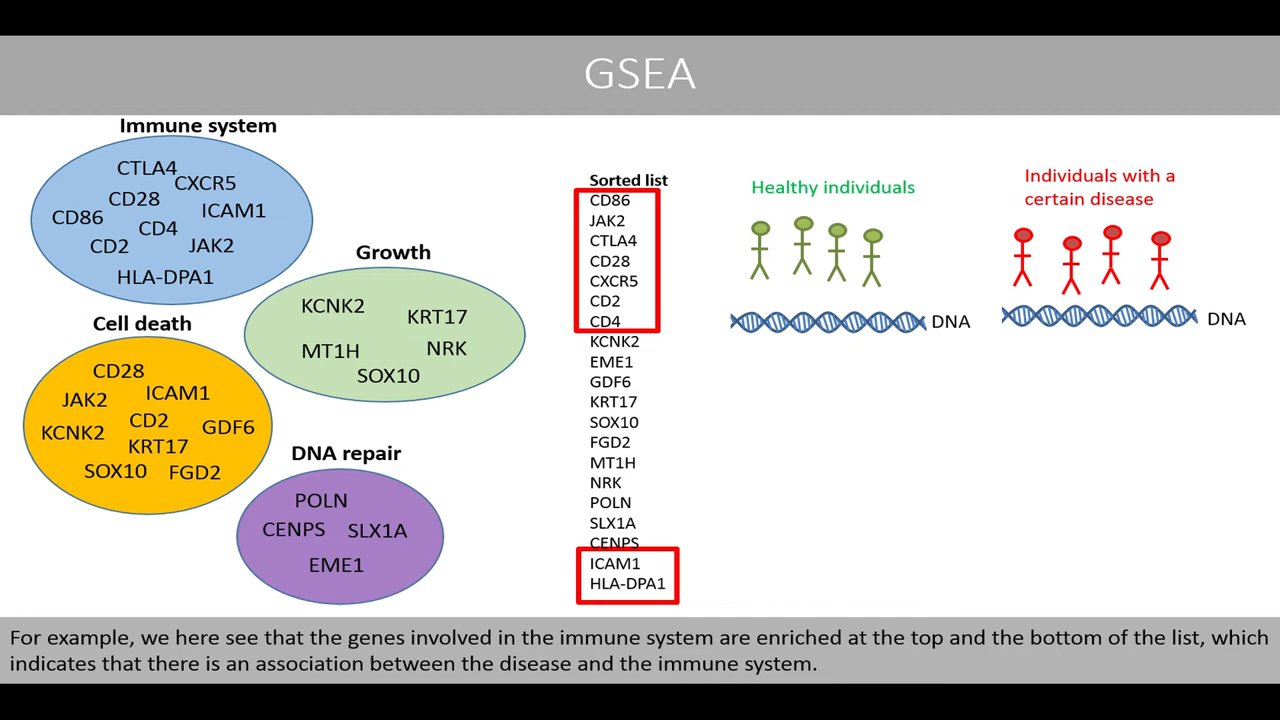 GSEA
Immune system
CTLA4
CXCR5
CD28
ICAM1
CD86
CD4
CD2
JAK2
HLA-DPA1
Growth
KCNK2
KRT17
MT1H
NRK
SOX10
Cell death
CD28
JAK2
ICAM1
CD2
KCNK2
GDF6
KRT17
SOX10
FGD2
DNA repair
POLN
CENPS
SLX1A
EME1
Sorted list
CD86
JAK2
CTLA4
CD28
CXCR5
CD2
CD4
KCNK2
EME1
GDF6
KRT17
SOX10
FGD2
MT1H
NRK
POLN
SLX1A
CENPS
ICAM1
HLA-DPA1
Healthy individuals
DNA
Individuals with a
certain disease
DNA
For example, we here see that the genes involved in the immune system are enriched at the top and the bottom of the list, which
indicates that there is an association between the disease and the immune system.